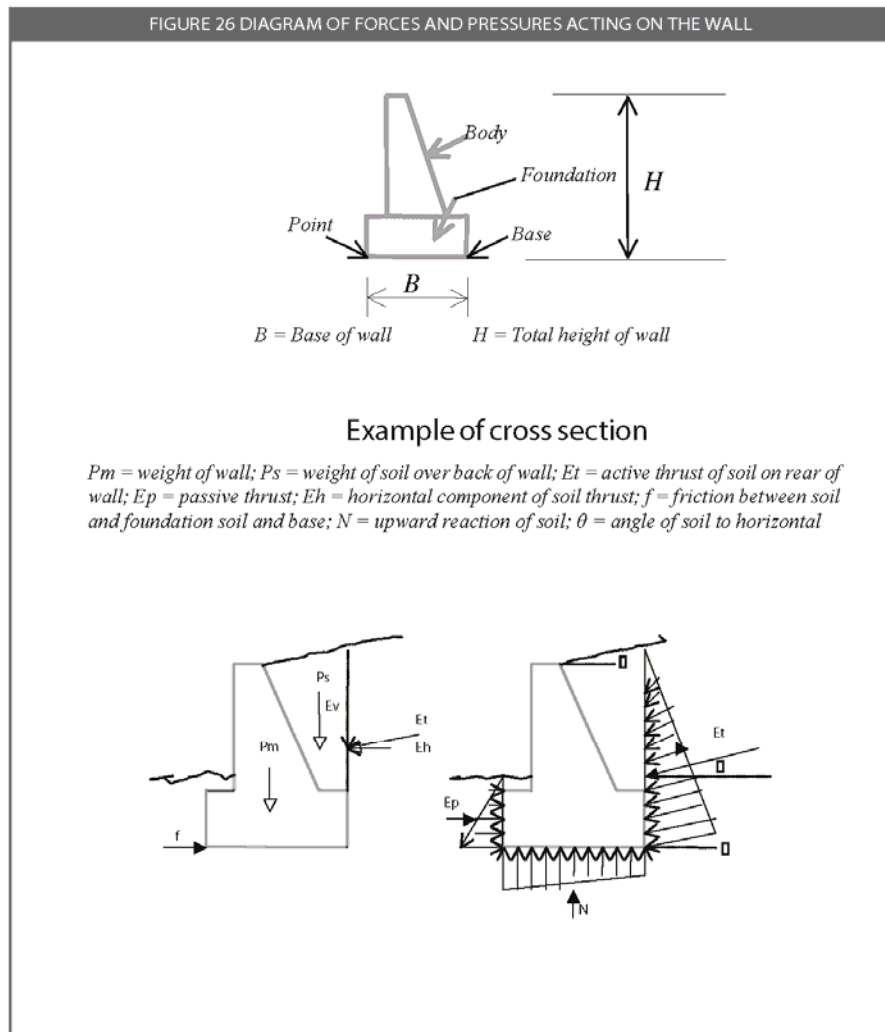 FIGURE 26 DIAGRAM OF FORCES AND PRESSURES ACTING ON THE WALL
Body
Foundation
H
Point
Base
B
B = Base of wall
H = Total height of wall
Example of cross section
Pm = weight of wall; Ps = weight of soil over back of wall; Et = active thrust of soil on rear of
wall; Ep = passive thrust; Eh = horizontal component of soil thrust; f = friction between soil
and foundation soil and base; N = upward reaction of soil; θ = angle of soil to horizontal
Ps
Ev
Et
Eh
Pm
f
Et
Ep
N